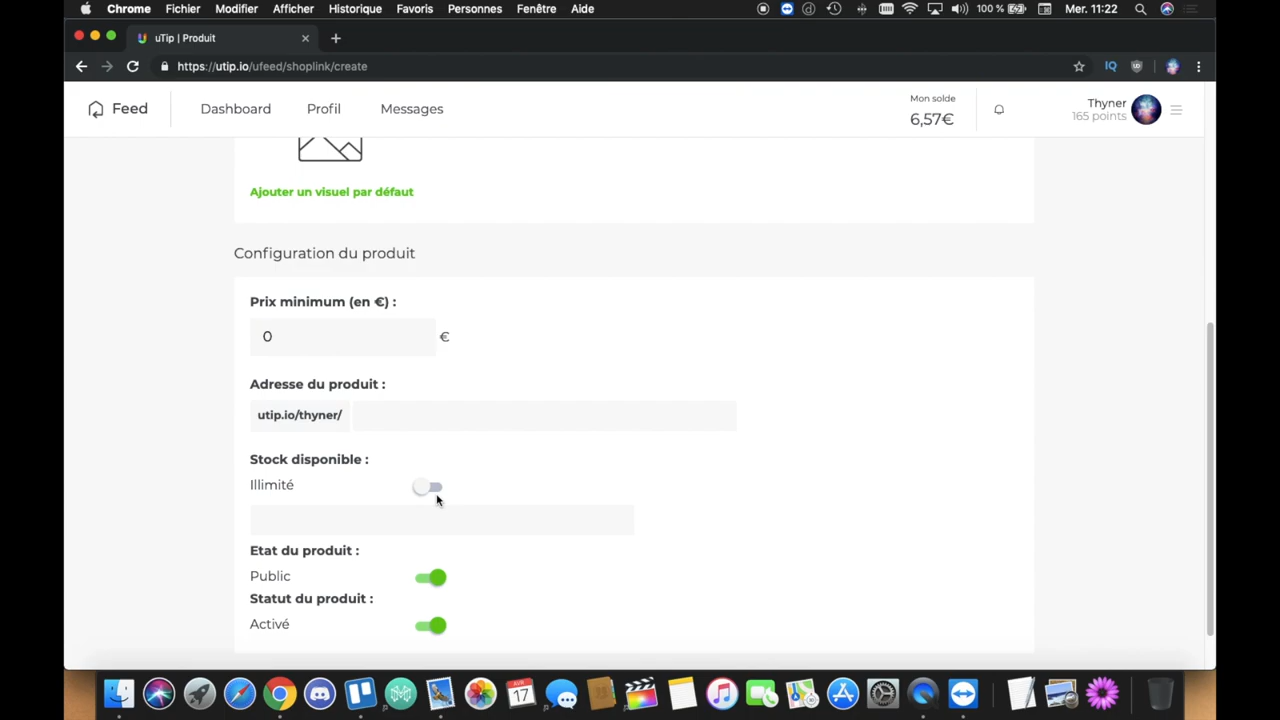 Chrome Fichier Modifier Afficher Historique Favoris Personnes Fenêtre Aide 100 % Mer. 11:22
uTip | Produit
https://utip.io/ufeed/shoplink/create
IQ
Feed Dashboard Profil Messages
Mon solde
6,57€
Thyner
165 points
Ajouter un visuel par défaut
Configuration du produit
Prix minimum (en €) :
0 €
Adresse du produit :
utip.io/thyner/
Stock disponible :
Illimité
Etat du produit :
Public
Statut du produit :
Activé
17